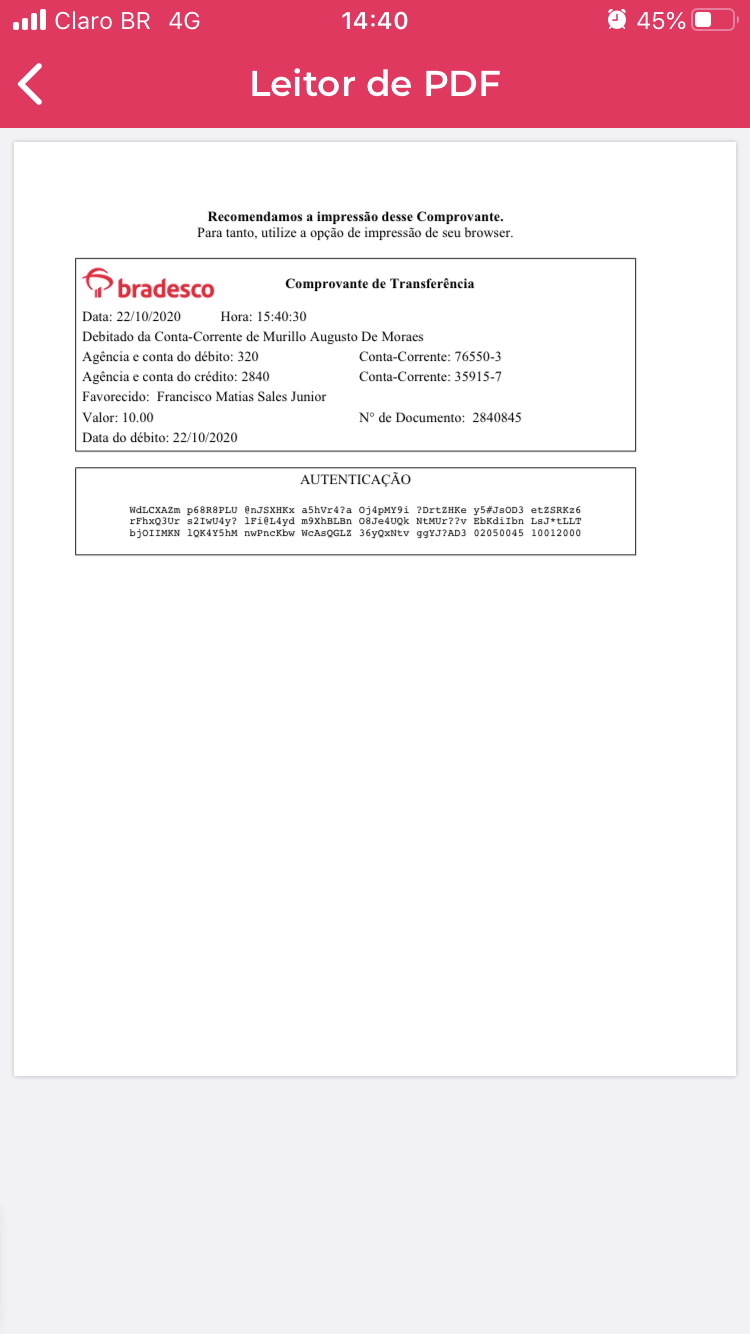 Claro BR 4G 14:40 45%
Leitor de PDF
Recomendamos a impressão desse Comprovante.
Para tanto, utilize a opção de impressão de seu browser.
bradesco Comprovante de Transferência
Data: 22/10/2020 Hora: 15:40:30
Debitado da Conta-Corrente de Murillo Augusto De Moraes
Agência e conta do débito: 320 Conta-Corrente: 76550-3
Agência e conta do crédito: 2840 Conta-Corrente: 35915-7
Favorecido: Francisco Matias Sales Junior
Valor: 10.00 N° de Documento: 2840845
Data do débito: 22/10/2020
AUTENTICAÇÃO
WdLCXAZm p68R8PLU @nJSXHKx a5hVr4?a Oj4pMY9i ?DrtZHKe y5#JsOD3 etZSRKz6
rFhxQ3Ur s2IwU4y? lFi@L4yd m9XhBLBn O8Je4UQk NtMUr??v EbKdiIbn LsJ*tLLT
bjOIIMKN lQK4Y5hM nwPncKbw WcAsQGLZ 36yQxNtv ggYJ?AD3 02050045 10012000